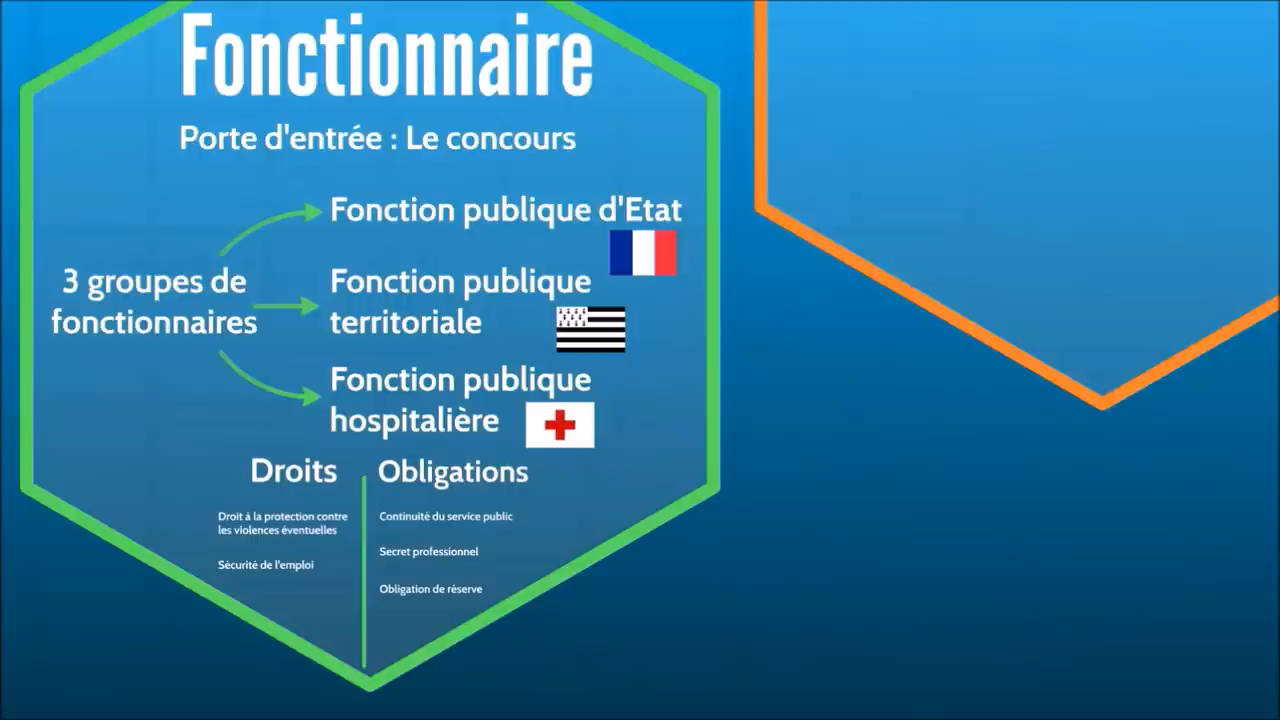 Fonctionnaire
Porte d'entrée : Le concours
Fonction publique d'Etat
3 groupes de
fonctionnaires
Fonction publique
territoriale
Fonction publique
hospitalière
Droits
Obligations
Droit à la protection contre
les violences éventuelles
Continuité du service public
Secret professionnel
Sécurité de l'emploi
Obligation de réserve